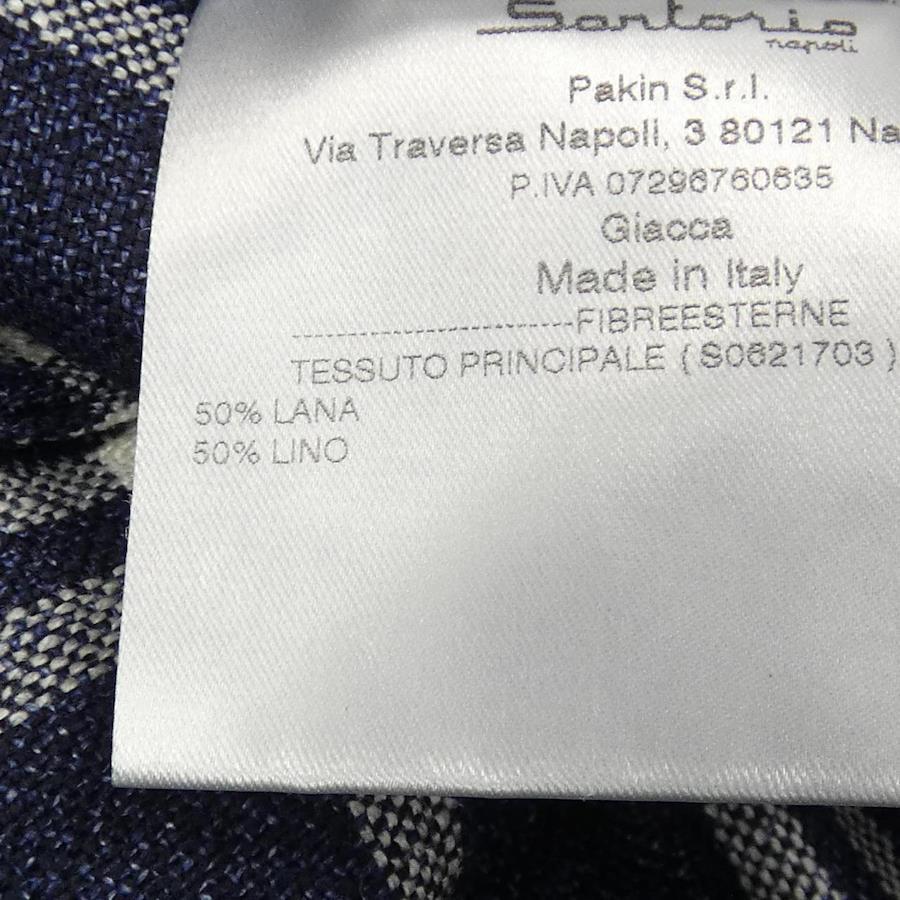 Sartorio
napoli
Pakin S.r.l.
Via Traversa Napoli, 3 80121 Na
P.IVA 07296760635
Giacca
Made in Italy
-------------------------FIBREESTERNE
TESSUTO PRINCIPALE ( S0621703 )
50% LANA
50% LINO